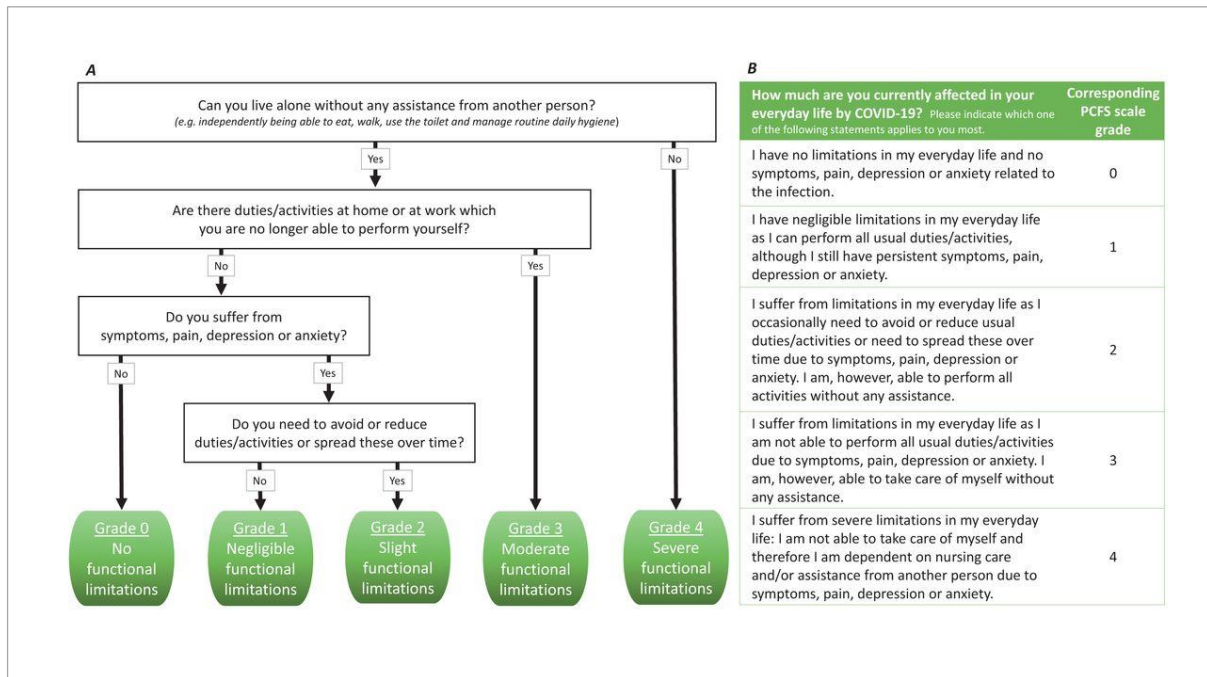 A
Can you live alone without any assistance from another person?
(e.g. independently being able to eat, walk, use the toilet and manage routine daily hygiene)
Yes
No
Are there duties/activities at home or at work which
you are no longer able to perform yourself?
No
Yes
Do you suffer from
symptoms, pain, depression or anxiety?
No
Yes
Do you need to avoid or reduce
duties/activities or spread these over time?
No
Yes
Grade 0
No
functional
limitations
Grade 1
Negligible
functional
limitations
Grade 2
Slight
functional
limitations
Grade 3
Moderate
functional
limitations
Grade 4
Severe
functional
limitations
B
How much are you currently affected in your
everyday life by COVID-19? Please indicate which one
of the following statements applies to you most.
Corresponding
PCFS scale
grade
I have no limitations in my everyday life and no
symptoms, pain, depression or anxiety related to
the infection.
0
I have negligible limitations in my everyday life
as I can perform all usual duties/activities,
although I still have persistent symptoms, pain,
depression or anxiety.
1
I suffer from limitations in my everyday life as I
occasionally need to avoid or reduce usual
duties/activities or need to spread these over
time due to symptoms, pain, depression or
anxiety. I am, however, able to perform all
activities without any assistance.
2
I suffer from limitations in my everyday life as I
am not able to perform all usual duties/activities
due to symptoms, pain, depression or anxiety. I
am, however, able to take care of myself without
any assistance.
3
I suffer from severe limitations in my everyday
life: I am not able to take care of myself and
therefore I am dependent on nursing care
and/or assistance from another person due to
symptoms, pain, depression or anxiety.
4